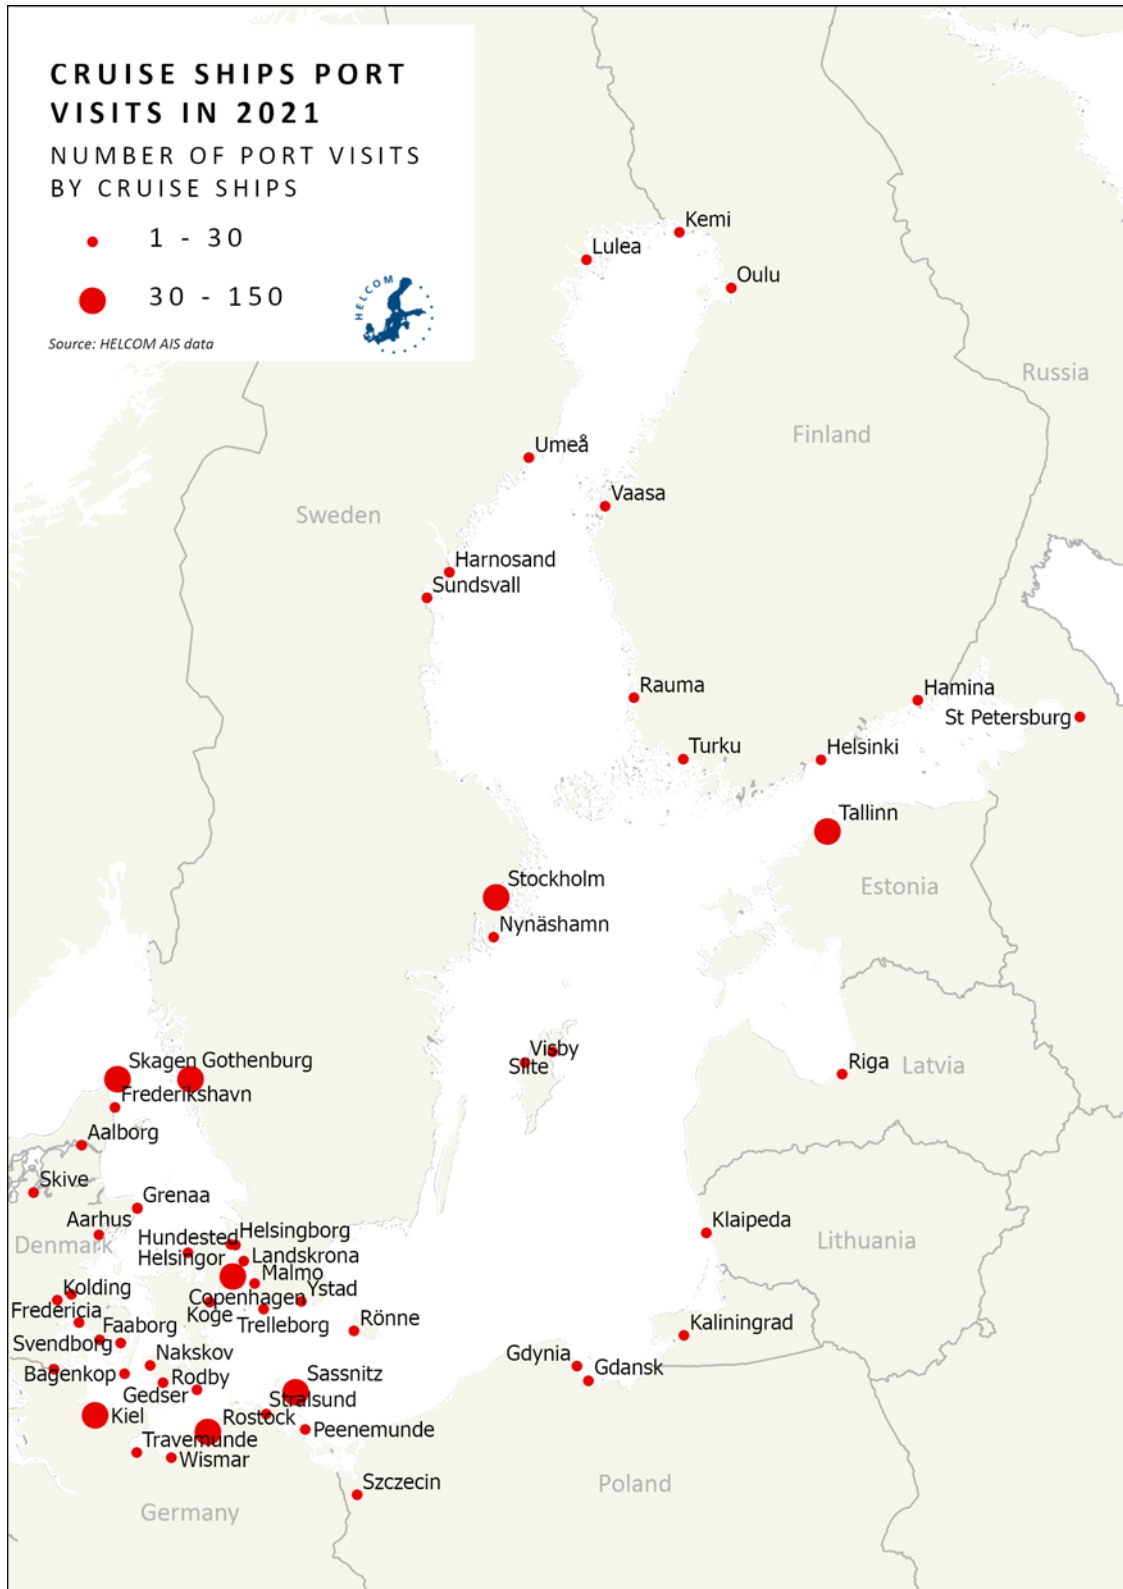 CRUISE SHIPS PORT
VISITS IN 2021
NUMBER OF PORT VISITS
BY CRUISE SHIPS
1 - 30
30 - 150
Source: HELCOM AIS data
HELCOM
Kemi
Lulea
Oulu
Russia
Finland
Umeå
Vaasa
Sweden
Harnosand
Sundsvall
Rauma
Hamina
St Petersburg
Turku
Helsinki
Tallinn
Stockholm
Estonia
Nynäshamn
Visby
Slite
Skagen
Gothenburg
Riga
Latvia
Frederikshavn
Aalborg
Skive
Grenaa
Aarhus
Denmark
Hundested
Helsingborg
Helsingor
Landskrona
Klaipeda
Lithuania
Malmo
Kolding
Copenhagen
Ystad
Fredericia
Koge
Trelleborg
Rönne
Kaliningrad
Faaborg
Svendborg
Nakskov
Gdynia
Gdansk
Bagenkop
Rodby
Sassnitz
Gedser
Stralsund
Kiel
Rostock
Peenemunde
Travemunde
Wismar
Szczecin
Poland
Germany